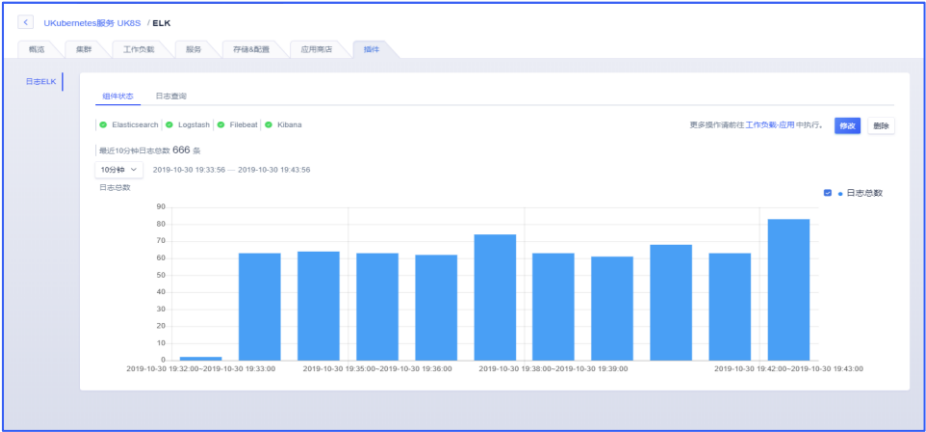 UKubernetes服务 UK8S / ELK
概览 集群 工作负载 服务 存储&配置 应用商店 插件
日志ELK
组件状态 日志查询
Elasticsearch Logstash Filebeat Kibana 更多操作请前往 工作负载-应用 中执行。 修改 删除
最近10分钟日志总数 666 条
10分钟 2019-10-30 19:33:56 — 2019-10-30 19:43:56
日志总数
日志总数
90
80
70
60
50
40
30
20
10
0
2019-10-30 19:32:00~2019-10-30 19:33:00 2019-10-30 19:35:00~2019-10-30 19:36:00 2019-10-30 19:38:00~2019-10-30 19:39:00 2019-10-30 19:42:00~2019-10-30 19:43:00